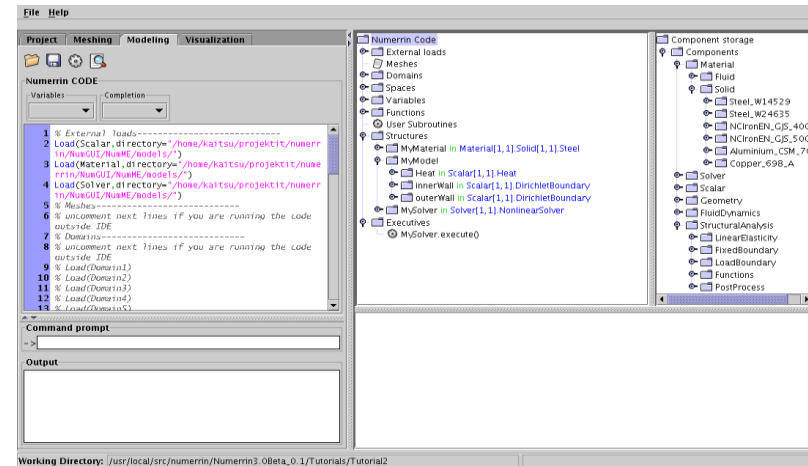 File Help
Project Meshing Modeling Visualization
Numerrin CODE
Variables Completion
1 % External loads----------------------------
2 Load(Scalar,directory="/home/kaitsu/projektit/numerr
in/NumGUI/NumME/models/")
3 Load(Material,directory="/home/kaitsu/projektit/nume
rrin/NumGUI/NumME/models/")
4 Load(Solver,directory="/home/kaitsu/projektit/numerr
in/NumGUI/NumME/models/")
5 % Meshes----------------------------
6 % uncomment next lines if you are running the code
outside IDE
7 % Domains---------------------------
8 % uncomment next lines if you are running the code
outside IDE
9 % Load(Domain1)
10 % Load(Domain2)
11 % Load(Domain3)
12 % Load(Domain4)
13 % Load(Domain5)
Command prompt
->
Output
Numerrin Code
External loads
Meshes
Domains
Spaces
Variables
Functions
User Subroutines
Structures
MyMaterial in Material[1,1].Solid[1,1].Steel
MyModel
Heat in Scalar[1,1].Heat
innerWall in Scalar[1,1].DirichletBoundary
outerWall in Scalar[1,1].DirichletBoundary
MySolver in Solver[1,1].NonlinearSolver
Executives
MySolver.execute()
Component storage
Components
Material
Fluid
Solid
Steel_W14529
Steel_W24635
NCIronEN_GJS_400
NCIronEN_GJS_500
Aluminium_CSM_70
Copper_698_A
Solver
Scalar
Geometry
FluidDynamics
StructuralAnalysis
LinearElasticity
FixedBoundary
LoadBoundary
Functions
PostProcess
Working Directory: /usr/local/src/numerrin/Numerrin3.0Beta_0.1/Tutorials/Tutorial2